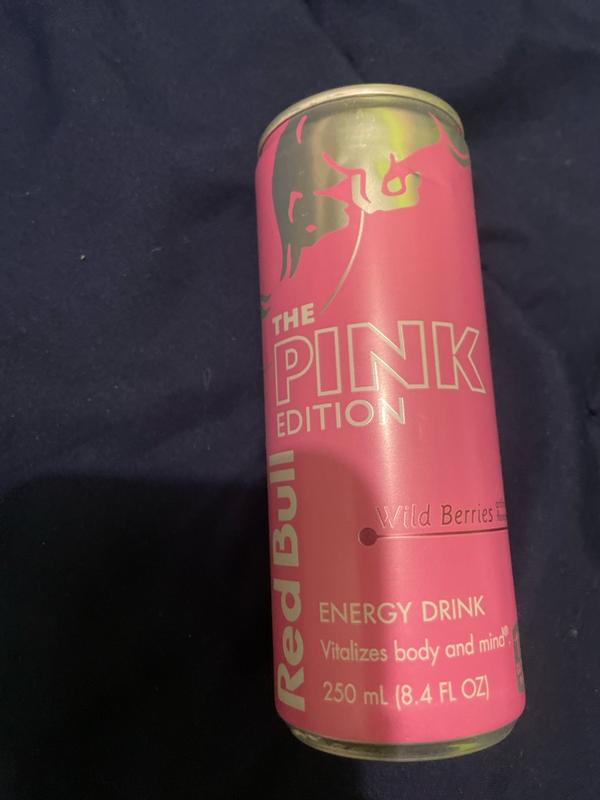 THE
PINK
EDITION
Red Bull
Wild Berries
ENERGY DRINK
Vitalizes body and mind®.
250 mL (8.4 FL OZ)